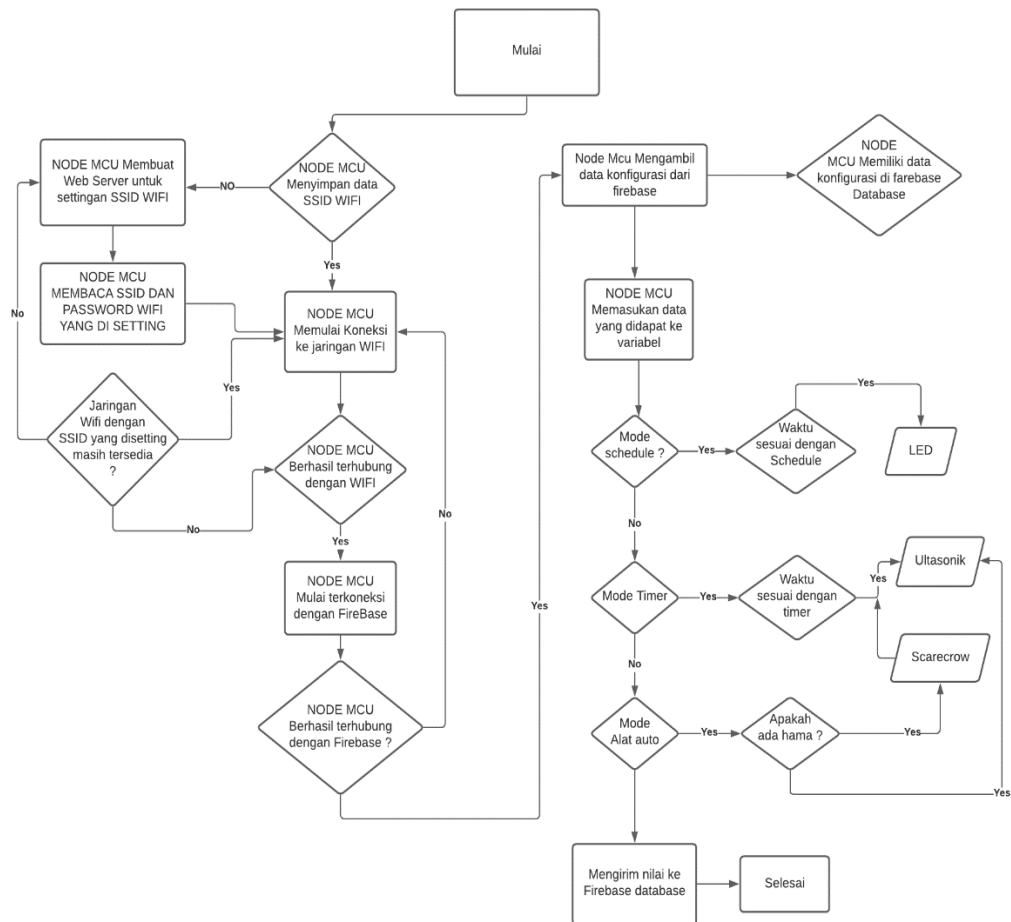 Mulai
NODE MCU
Menyimpan data
SSID WIFI
NO
NODE MCU Membuat
Web Server untuk
settingan SSID WIFI
Yes
NODE MCU
MEMBACA SSID DAN
PASSWORD WIFI
YANG DI SETTING
NODE MCU
Memulai Koneksi
ke jaringan WIFI
No
Yes
Jaringan
Wifi dengan
SSID yang disetting
masih tersedia
?
No
NODE MCU
Berhasil terhubung
dengan WIFI
No
Yes
NODE MCU
Mulai terkoneksi
dengan FireBase
NODE MCU
Berhasil terhubung
dengan Firebase ?
Yes
Node Mcu Mengambil
data konfigurasi dari
firebase
NODE
MCU Memiliki data
konfigurasi di farebase
Database
NODE MCU
Memasukan data
yang didapat ke
variabel
Mode
schedule ?
Yes
Waktu
sesuai dengan
Schedule
Yes
LED
No
Mode Timer
Yes
Waktu
sesuai dengan
timer
Yes
Ultasonik
Scarecrow
No
Mode
Alat auto
Yes
Apakah
ada hama ?
Yes
Yes
Mengirim nilai ke
Firebase database
Selesai